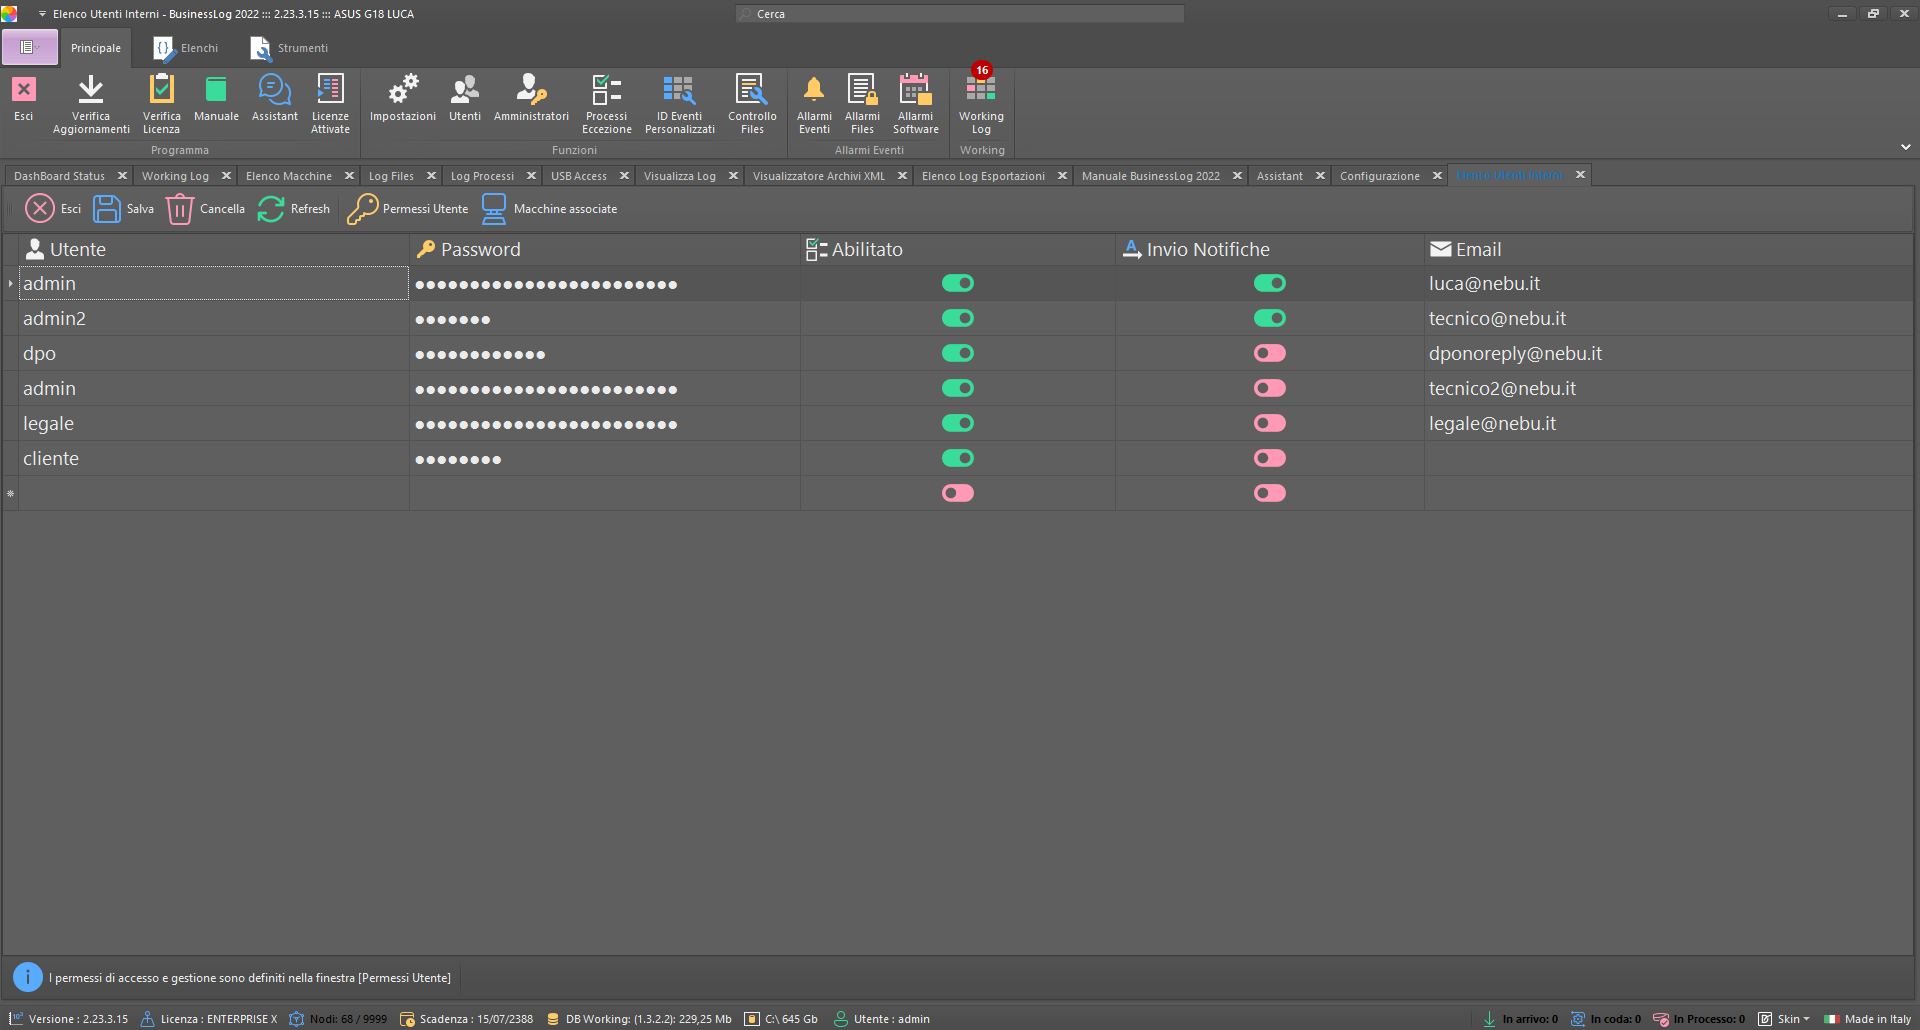 Elenco Utenti Interni - BusinessLog 2022 ::: 2.23.3.15 ::: ASUS G18 LUCA
Cerca
Principale
Elenchi
Strumenti
Esci
Verifica Aggiornamenti
Verifica Licenza
Manuale
Assistant
Licenze Attivate
Impostazioni
Utenti
Amministratori
Processi Eccezione
ID Eventi Personalizzati
Controllo Files
Allarmi Eventi
Allarmi Files
Allarmi Software
16
Working Log
Programma
Funzioni
Allarmi Eventi
Working
DashBoard Status
Working Log
Elenco Macchine
Log Files
Log Processi
USB Access
Visualizza Log
Visualizzatore Archivi XML
Elenco Log Esportazioni
Manuale BusinessLog 2022
Assistant
Configurazione
Elenco Utenti Interni
Esci
Salva
Cancella
Refresh
Permessi Utente
Macchine associate
Utente
Password
Abilitato
Invio Notifiche
Email
admin
●●●●●●●●●●●●●●●●●●●●●●●●
luca@nebu.it
admin2
●●●●●●●
tecnico@nebu.it
dpo
●●●●●●●●●●●●
dponoreply@nebu.it
admin
●●●●●●●●●●●●●●●●●●●●●●●●
tecnico2@nebu.it
legale
●●●●●●●●●●●●●●●●●●●●●●●●
legale@nebu.it
cliente
●●●●●●●●
I permessi di accesso e gestione sono definiti nella finestra [Permessi Utente]
Versione : 2.23.3.15
Licenza : ENTERPRISE X
Nodi: 68 / 9999
Scadenza : 15/07/2388
DB Working: (1.3.2.2): 229,25 Mb
C:\ 645 Gb
Utente : admin
In arrivo: 0
In coda: 0
In Processo: 0
Skin
Made in Italy